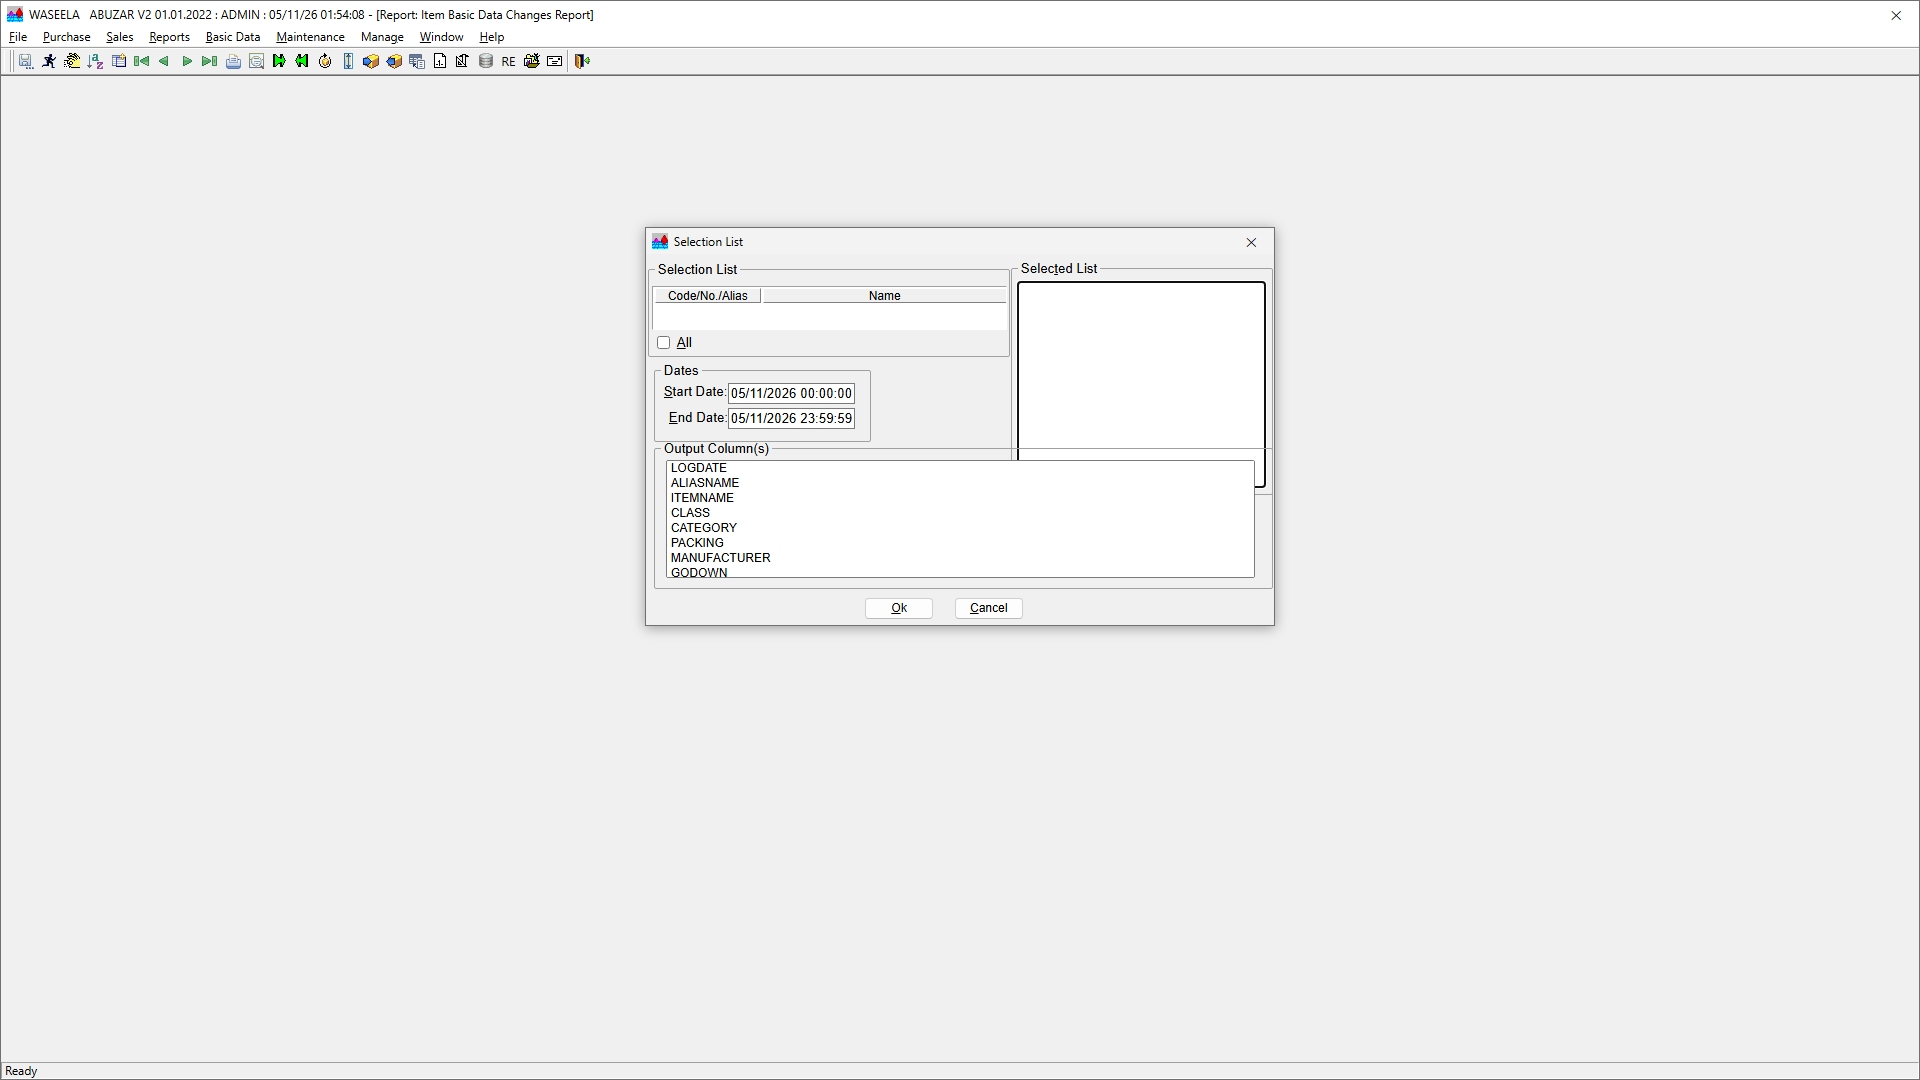 WASEELA   ABUZAR V2 01.01.2022 : ADMIN : 05/11/26 01:54:08 - [Report: Item Basic Data Changes Report]
File Purchase Sales Reports Basic Data Maintenance Manage Window Help
RE
Selection List
Selection List
Code/No./Alias Name
All
Selected List
Dates
Start Date: 05/11/2026 00:00:00
End Date: 05/11/2026 23:59:59
Output Column(s)
LOGDATE
ALIASNAME
ITEMNAME
CLASS
CATEGORY
PACKING
MANUFACTURER
GODOWN
Ok Cancel
Ready